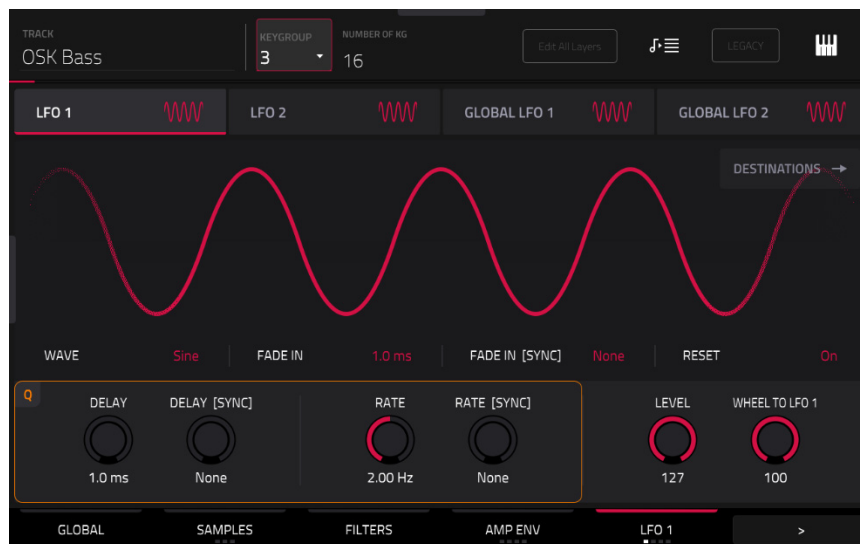 TRACK
OSK Bass
KEYGROUP
3
NUMBER OF KG
16
Edit All Layers
LEGACY
LFO 1
LFO 2
GLOBAL LFO 1
GLOBAL LFO 2
DESTINATIONS →
WAVE Sine
FADE IN 1.0 ms
FADE IN [SYNC] None
RESET On
Q
DELAY DELAY [SYNC] RATE RATE [SYNC] LEVEL WHEEL TO LFO 1
1.0 ms None 2.00 Hz None 127 100
GLOBAL SAMPLES FILTERS AMP ENV LFO 1 >